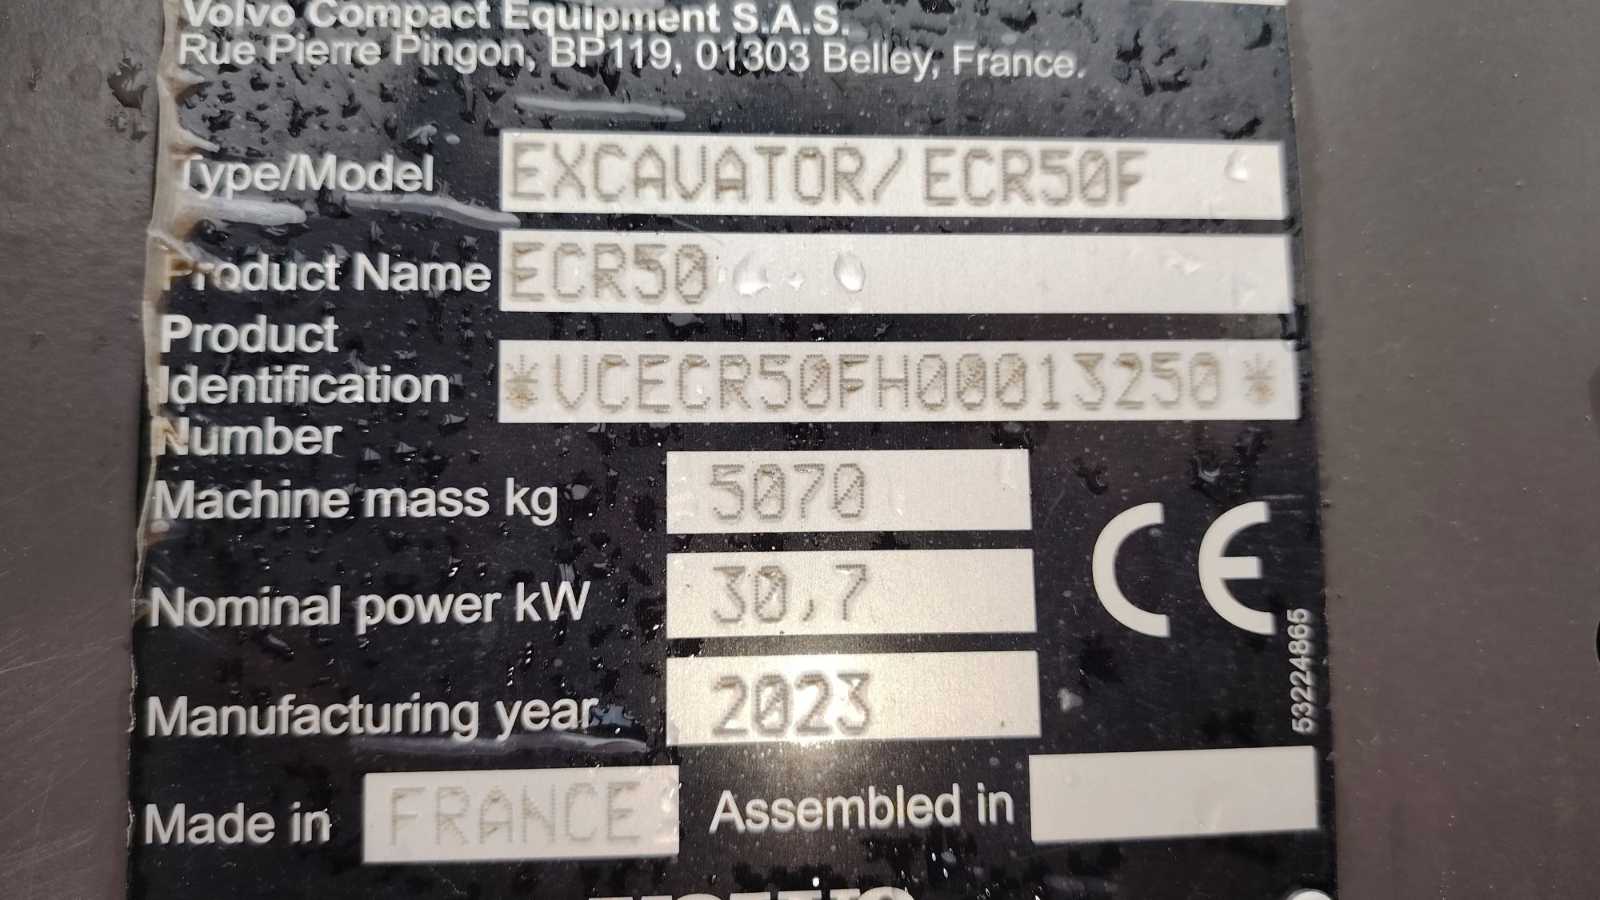 Volvo Compact Equipment S.A.S.
Rue Pierre Pingon, BP119, 01303 Belley, France.
Type/Model EXCAVATOR/ ECR50F
Product Name ECR50
Product
Identification
Number
*VCECR50FH00013250*
Machine mass kg 5070
Nominal power kW 30,7
CE
Manufacturing year 2023
53224865
Made in FRANCE Assembled in